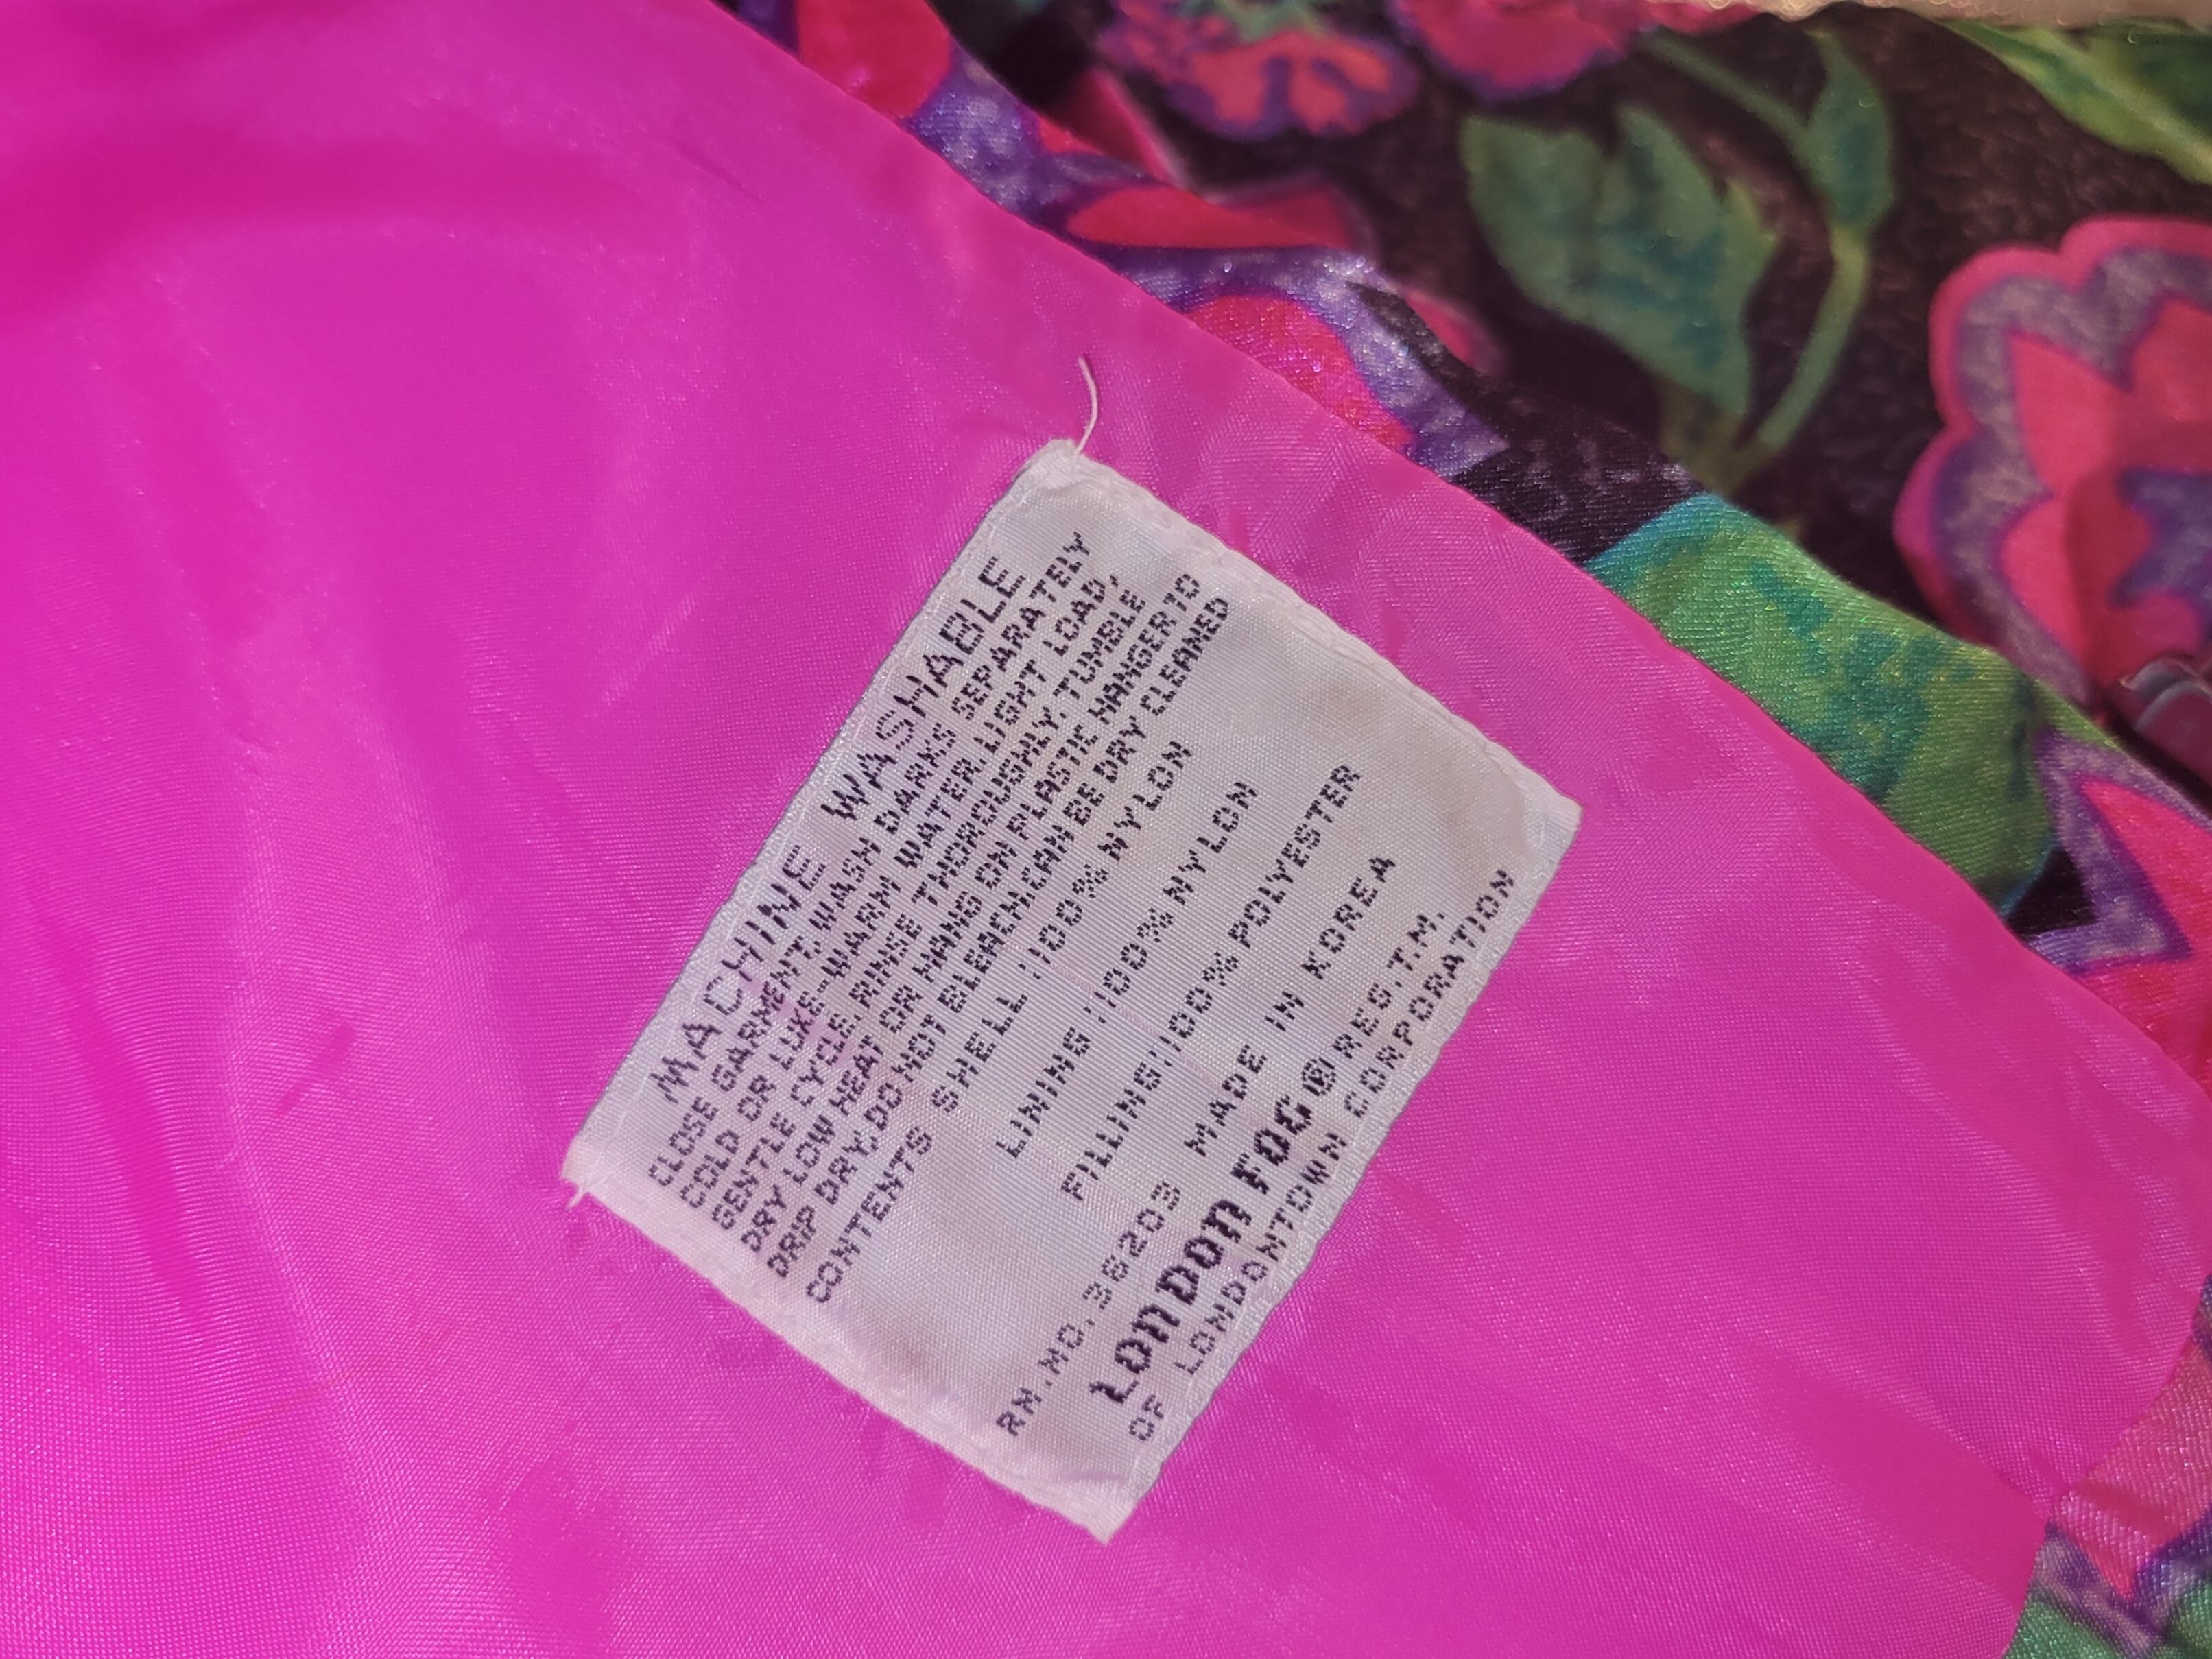 MACHINE WASHABLE
CLOSE GARMENT, WASH DARKS SEPARATELY
COLD OR LUKE-WARM WATER LIGHT LOAD,
GENTLE CYCLE, RINSE THOROUGHLY, TUMBLE
DRY LOW HEAT OR HANG ON PLASTIC HANGER TO
DRIP DRY. DO NOT BLEACH CAN BE DRY CLEANED
CONTENTS SHELL :100% NYLON
LINING :100% NYLON
FILLING:100% POLYESTER
RN.NO.36203 MADE IN KOREA
LONDON FOG® REG.T.M.
OF LONDONTOWN CORPORATION